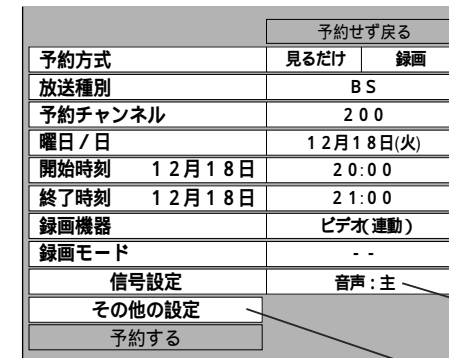 予約せず戻る
予約方式 見るだけ 録画
放送種別 BS
予約チャンネル 200
曜日/日 12月18日(火)
開始時刻 12月18日 20:00
終了時刻 12月18日 21:00
録画機器 ビデオ(連動)
録画モード --
信号設定 音声:主
その他の設定
予約する